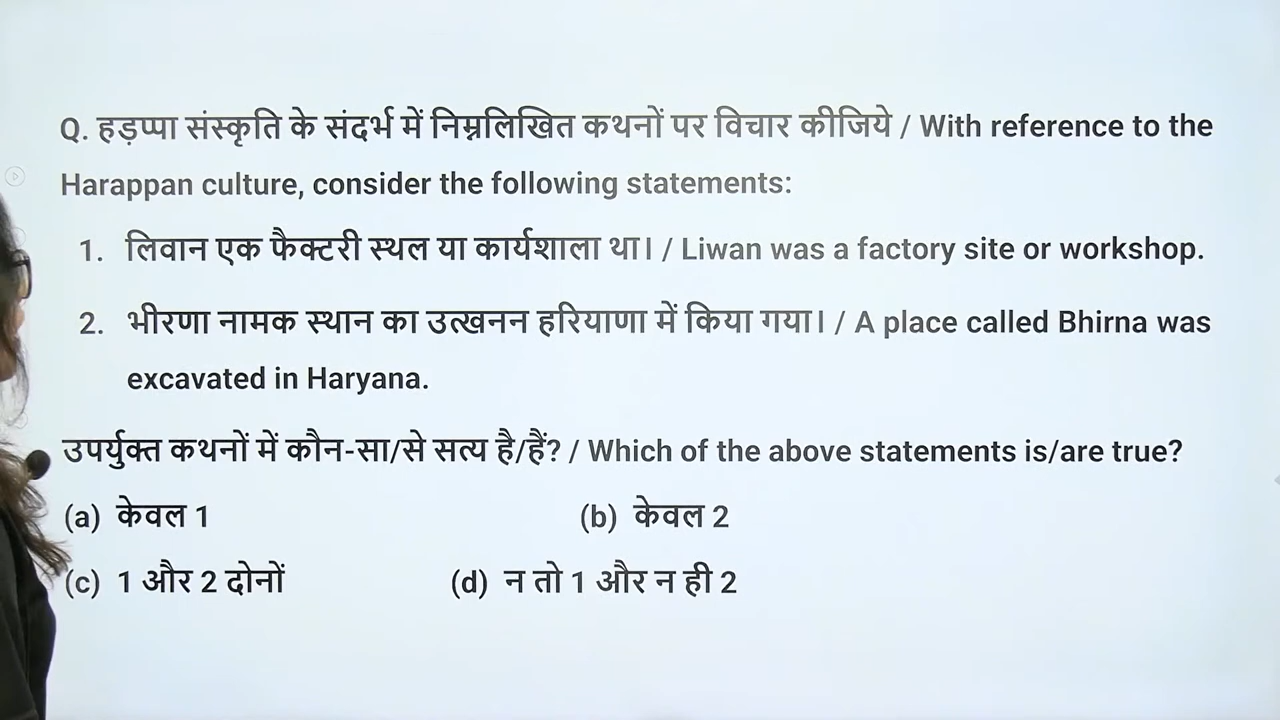 Q. हड़प्पा संस्कृति के संदर्भ में निम्नलिखित कथनों पर विचार कीजिये / With reference to the
Harappan culture, consider the following statements:
1. लिवान एक फैक्टरी स्थल या कार्यशाला था। / Liwan was a factory site or workshop.
2. भीरणा नामक स्थान का उत्खनन हरियाणा में किया गया। / A place called Bhirna was
excavated in Haryana.
उपर्युक्त कथनों में कौन-सा/से सत्य है/हैं? / Which of the above statements is/are true?
(a) केवल 1 (b) केवल 2
(c) 1 और 2 दोनों (d) न तो 1 और न ही 2